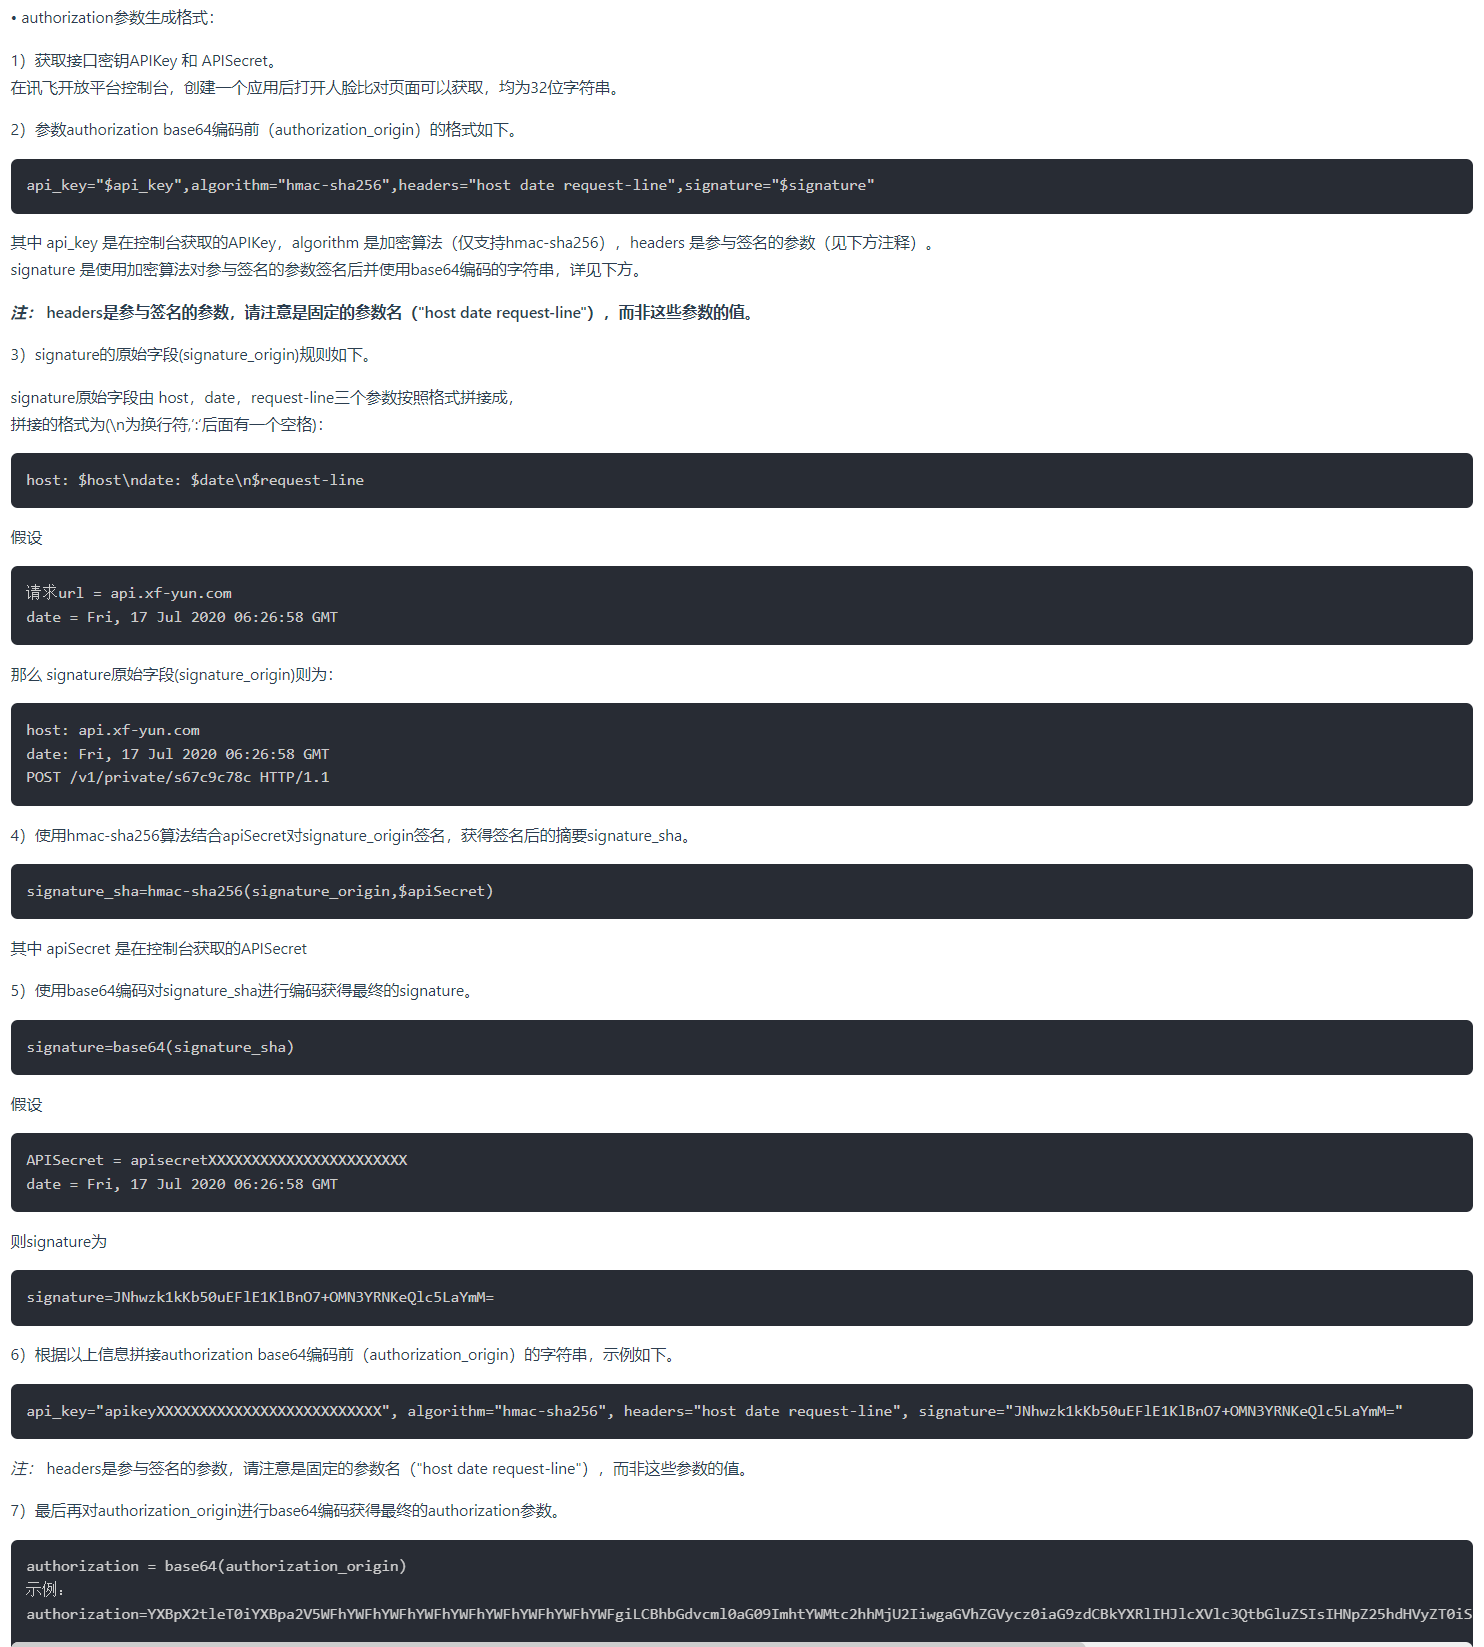 • authorization参数生成格式：
1）获取接口密钥APIKey 和 APISecret。
在讯飞开放平台控制台，创建一个应用后打开人脸比对页面可以获取，均为32位字符串。
2）参数authorization base64编码前（authorization_origin）的格式如下。
api_key="$api_key",algorithm="hmac-sha256",headers="host date request-line",signature="$signature"
其中 api_key 是在控制台获取的APIKey，algorithm 是加密算法（仅支持hmac-sha256），headers 是参与签名的参数（见下方注释）。
signature 是使用加密算法对参与签名的参数签名后并使用base64编码的字符串，详见下方。
注： headers是参与签名的参数，请注意是固定的参数名（"host date request-line"），而非这些参数的值。
3）signature的原始字段(signature_origin)规则如下。
signature原始字段由 host，date，request-line三个参数按照格式拼接成，
拼接的格式为(\n为换行符,’:’后面有一个空格)：
host: $host\ndate: $date\n$request-line
假设
请求url = api.xf-yun.com
date = Fri, 17 Jul 2020 06:26:58 GMT
那么 signature原始字段(signature_origin)则为：
host: api.xf-yun.com
date: Fri, 17 Jul 2020 06:26:58 GMT
POST /v1/private/s67c9c78c HTTP/1.1
4）使用hmac-sha256算法结合apiSecret对signature_origin签名，获得签名后的摘要signature_sha。
signature_sha=hmac-sha256(signature_origin,$apiSecret)
其中 apiSecret 是在控制台获取的APISecret
5）使用base64编码对signature_sha进行编码获得最终的signature。
signature=base64(signature_sha)
假设
APISecret = apisecretXXXXXXXXXXXXXXXXXXXXXXX
date = Fri, 17 Jul 2020 06:26:58 GMT
则signature为
signature=JNhwzk1kKb50uEFlE1KlBnO7+OMN3YRNKeQlc5LaYmM=
6）根据以上信息拼接authorization base64编码前（authorization_origin）的字符串，示例如下。
api_key="apikeyXXXXXXXXXXXXXXXXXXXXXXXXXX", algorithm="hmac-sha256", headers="host date request-line", signature="JNhwzk1kKb50uEFlE1KlBnO7+OMN3YRNKeQlc5LaYmM="
注： headers是参与签名的参数，请注意是固定的参数名（"host date request-line"），而非这些参数的值。
7）最后再对authorization_origin进行base64编码获得最终的authorization参数。
authorization = base64(authorization_origin)
示例：
authorization=YXBpX2tleT0iYXBpa2V5WFhYWFhYWFhYWFhYWFhYWFhYWFhYWFhYWFgiLCBhbGdvcml0aG09ImhtYWMtc2hhMjU2IiwgaGVhZGVycz0iaG9zdCBkYXRlIHJlcXVlc3QtbGluZSIsIHNpZ25hdHVyZT0iS